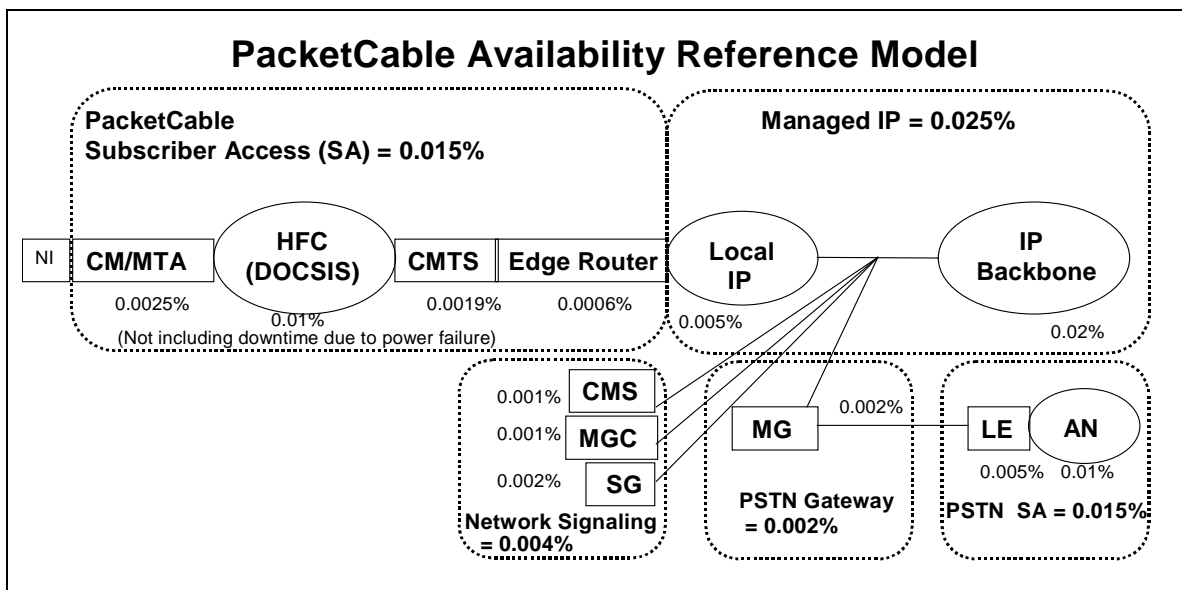 PacketCable Availability Reference Model
PacketCable
Subscriber Access (SA) = 0.015%
Managed IP = 0.025%
NI
CM/MTA
HFC
(DOCSIS)
CMTS
Edge Router
Local
IP
IP
Backbone
0.0025%
0.01%
0.0019%
0.0006%
0.005%
0.02%
(Not including downtime due to power failure)
0.001%
CMS
0.001%
MGC
0.002%
SG
Network Signaling
= 0.004%
MG
0.002%
PSTN Gateway
= 0.002%
LE
AN
0.005%
0.01%
PSTN SA = 0.015%